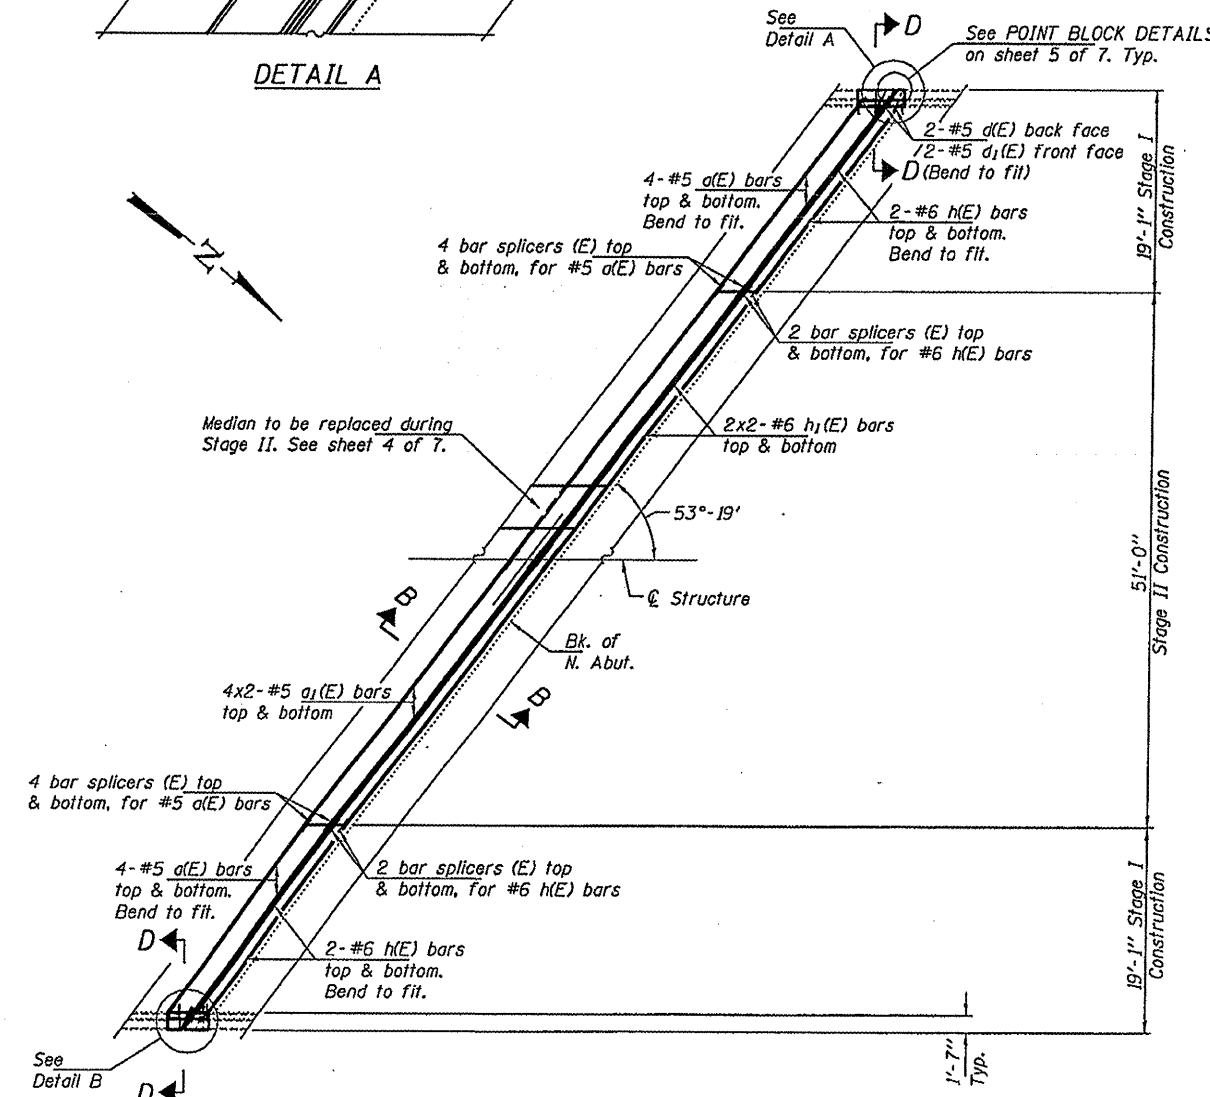 DETAIL A
See
Detail A
D
See POINT BLOCK DETAILS
on sheet 5 of 7. Typ.
2-#5 d(E) back face
2-#5 d₁(E) front face
(Bend to fit)
D
4-#5 a(E) bars
top & bottom.
Bend to fit.
2-#6 h(E) bars
top & bottom.
Bend to fit.
19'-1" Stage I
Construction
N
4 bar splicers (E) top
& bottom, for #5 a(E) bars
2 bar splicers (E) top
& bottom, for #6 h(E) bars
Median to be replaced during
Stage II. See sheet 4 of 7.
2x2-#6 h₁(E) bars
top & bottom
53°-19'
℄ Structure
51'-0"
Stage II Construction
B
Bk. of
N. Abut.
B
4x2-#5 a₁(E) bars
top & bottom
4 bar splicers (E) top
& bottom, for #5 a(E) bars
4-#5 a(E) bars
top & bottom.
Bend to fit.
2 bar splicers (E) top
& bottom, for #6 h(E) bars
D
2-#6 h(E) bars
top & bottom.
Bend to fit.
19'-1" Stage I
Construction
See
Detail B
D
1'-7"
Typ.